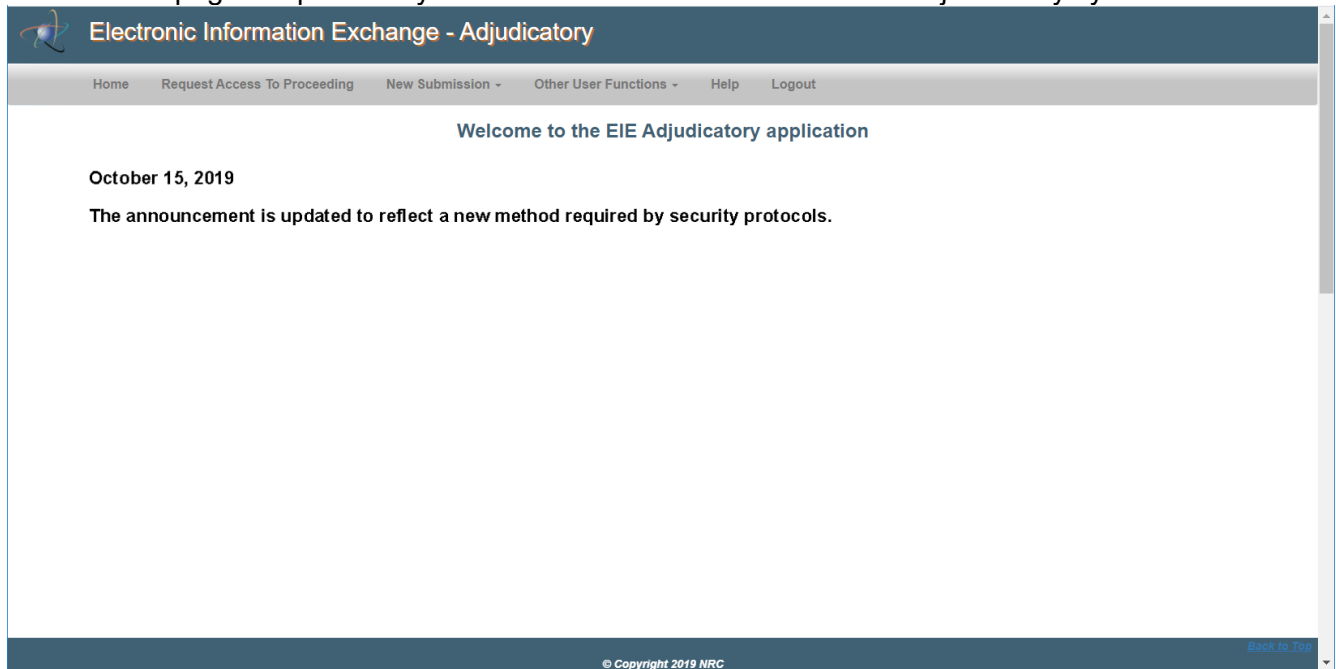 Electronic Information Exchange - Adjudicatory
Home Request Access To Proceeding New Submission Other User Functions Help Logout
Welcome to the EIE Adjudicatory application
October 15, 2019
The announcement is updated to reflect a new method required by security protocols.
Back to Top
© Copyright 2019 NRC